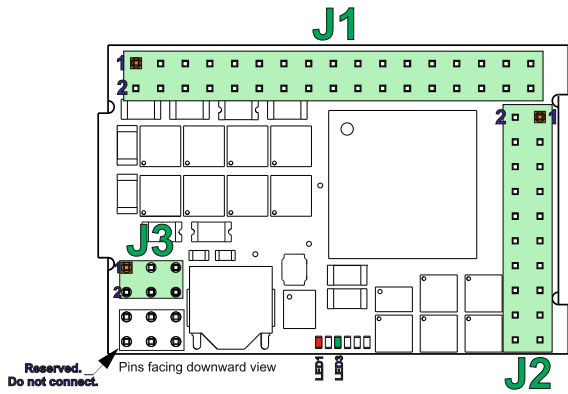 J1
1
2
2
1
J3
1
2
Reserved.
Do not connect.
Pins facing downward view
LED1
LED3
J2